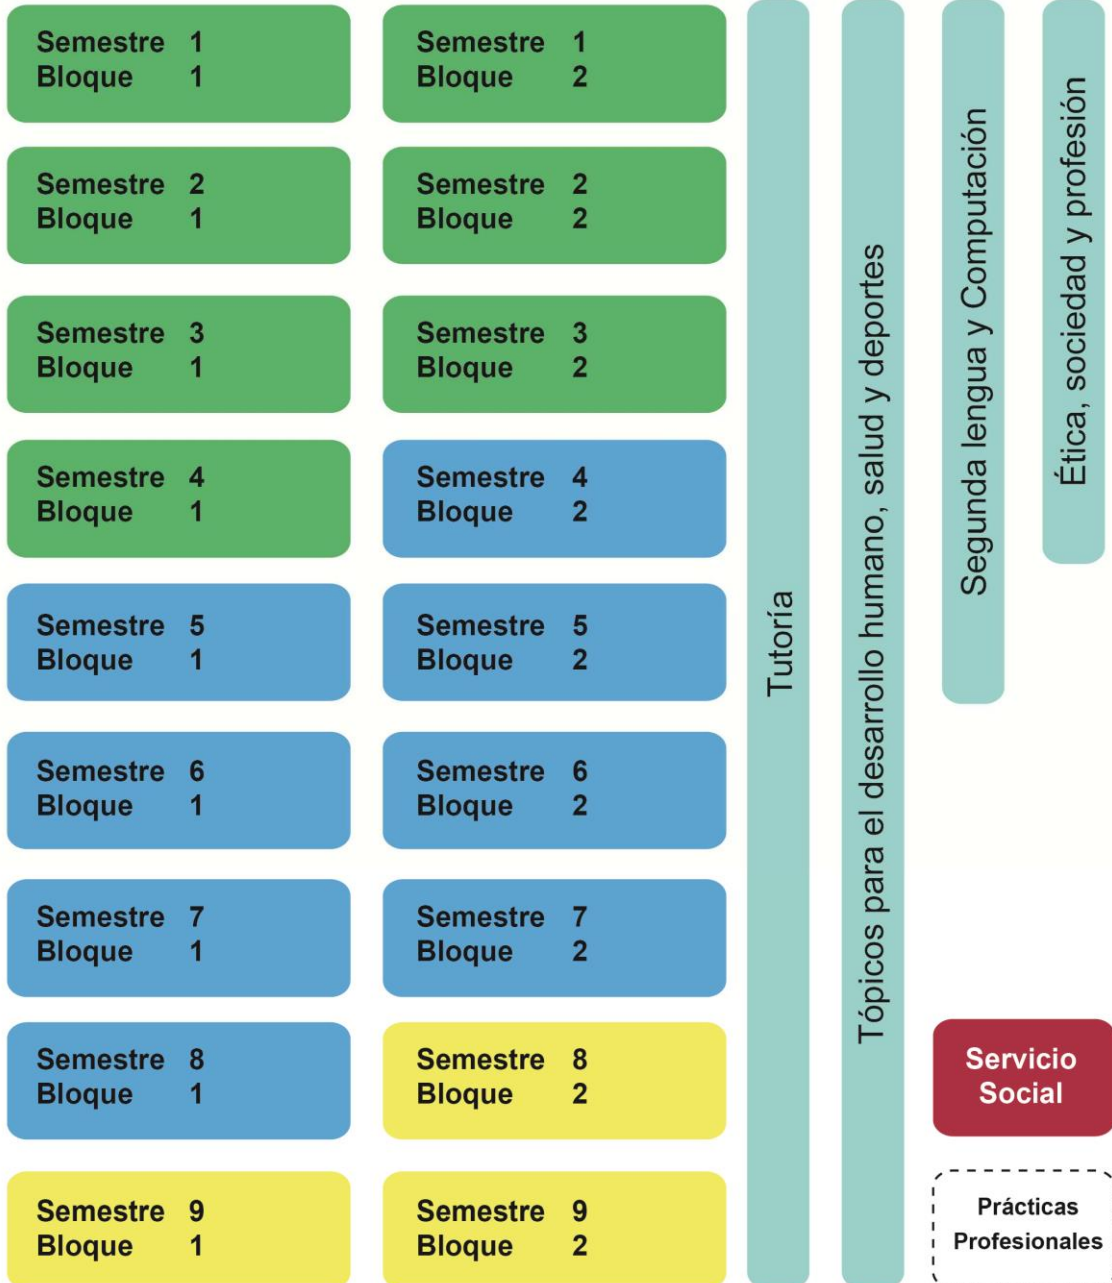 Semestre 1
Bloque 1
Semestre 1
Bloque 2
Semestre 2
Bloque 1
Semestre 2
Bloque 2
Semestre 3
Bloque 1
Semestre 3
Bloque 2
Semestre 4
Bloque 1
Semestre 4
Bloque 2
Semestre 5
Bloque 1
Semestre 5
Bloque 2
Semestre 6
Bloque 1
Semestre 6
Bloque 2
Semestre 7
Bloque 1
Semestre 7
Bloque 2
Semestre 8
Bloque 1
Semestre 8
Bloque 2
Semestre 9
Bloque 1
Semestre 9
Bloque 2
Tutoría
Tópicos para el desarrollo humano, salud y deportes
Segunda lengua y Computación
Ética, sociedad y profesión
Servicio
Social
Prácticas
Profesionales